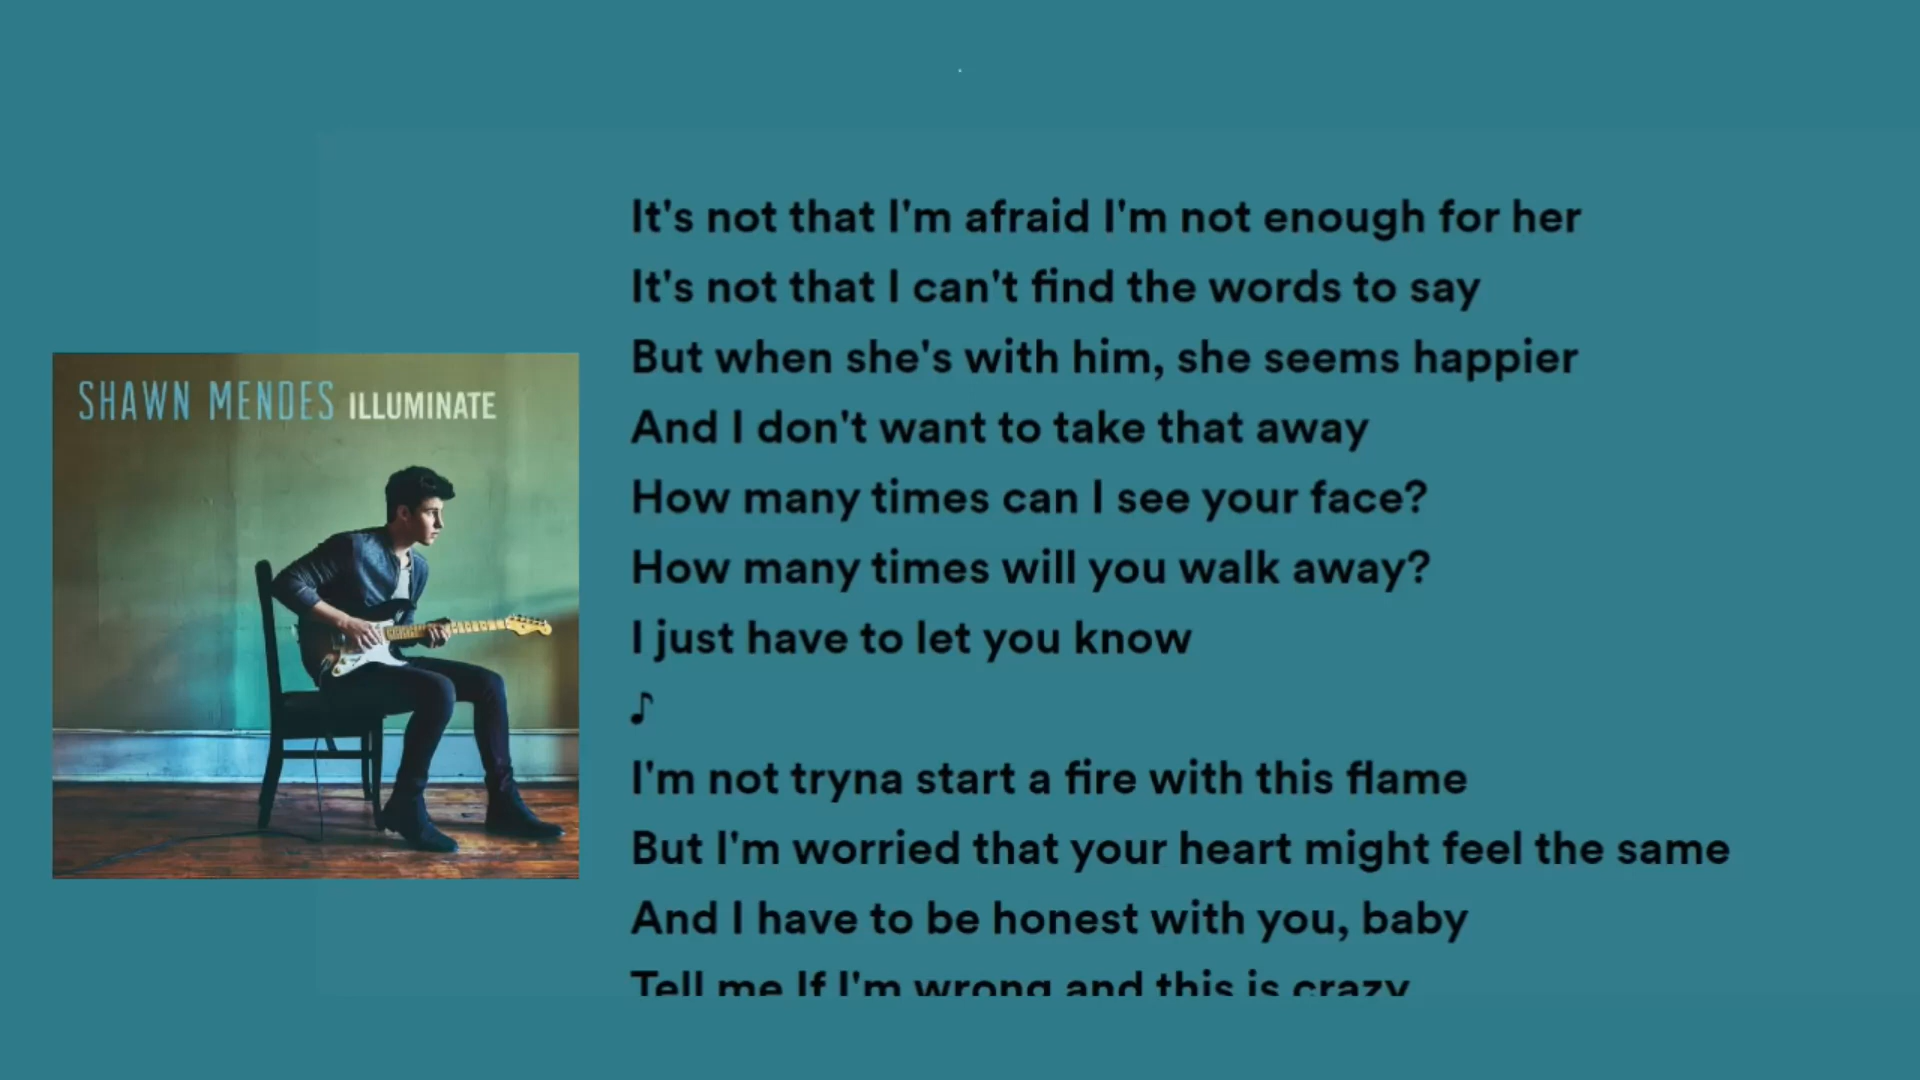 SHAWN MENDES ILLUMINATE
It's not that I'm afraid I'm not enough for her
It's not that I can't find the words to say
But when she's with him, she seems happier
And I don't want to take that away
How many times can I see your face?
How many times will you walk away?
I just have to let you know
♪
I'm not tryna start a fire with this flame
But I'm worried that your heart might feel the same
And I have to be honest with you, baby
Tell me If I'm wrong and this is crazy